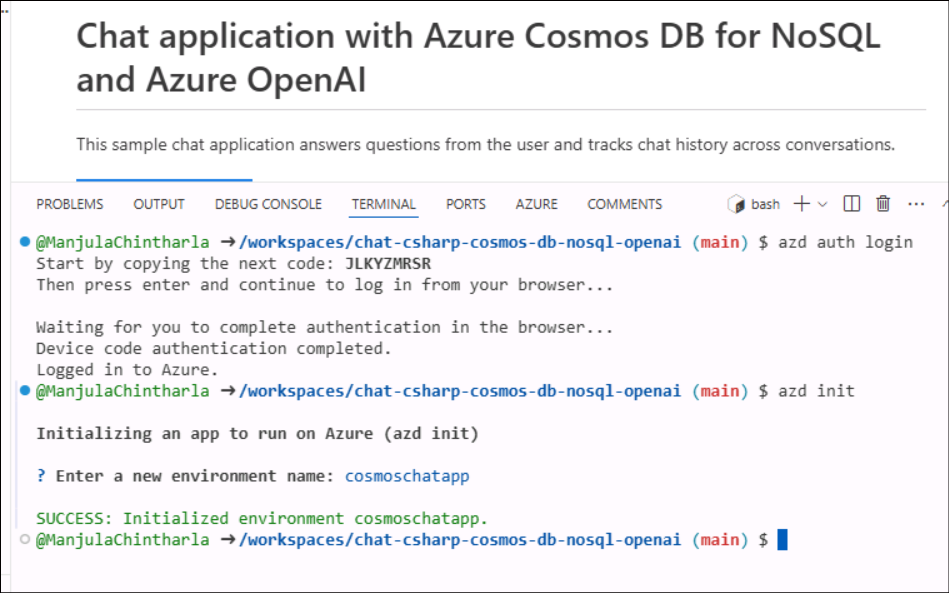 Chat application with Azure Cosmos DB for NoSQL
and Azure OpenAI
This sample chat application answers questions from the user and tracks chat history across conversations.
PROBLEMS OUTPUT DEBUG CONSOLE TERMINAL PORTS AZURE COMMENTS bash
@ManjulaChintharla ➜/workspaces/chat-csharp-cosmos-db-nosql-openai (main) $ azd auth login
Start by copying the next code: JLKYZMRSR
Then press enter and continue to log in from your browser...
Waiting for you to complete authentication in the browser...
Device code authentication completed.
Logged in to Azure.
@ManjulaChintharla ➜/workspaces/chat-csharp-cosmos-db-nosql-openai (main) $ azd init
Initializing an app to run on Azure (azd init)
? Enter a new environment name: cosmoschatapp
SUCCESS: Initialized environment cosmoschatapp.
@ManjulaChintharla ➜/workspaces/chat-csharp-cosmos-db-nosql-openai (main) $